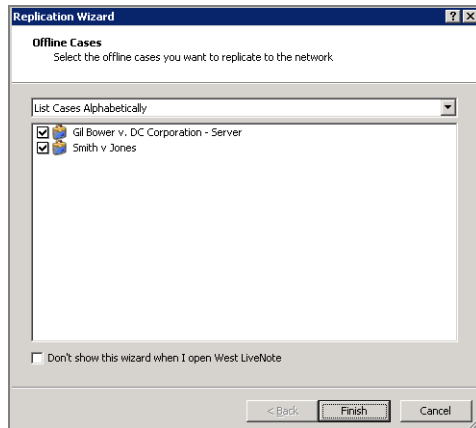 Replication Wizard
Offline Cases
Select the offline cases you want to replicate to the network
List Cases Alphabetically
Gil Bower v. DC Corporation - Server
Smith v Jones
Don't show this wizard when I open West LiveNote
< Back Finish Cancel